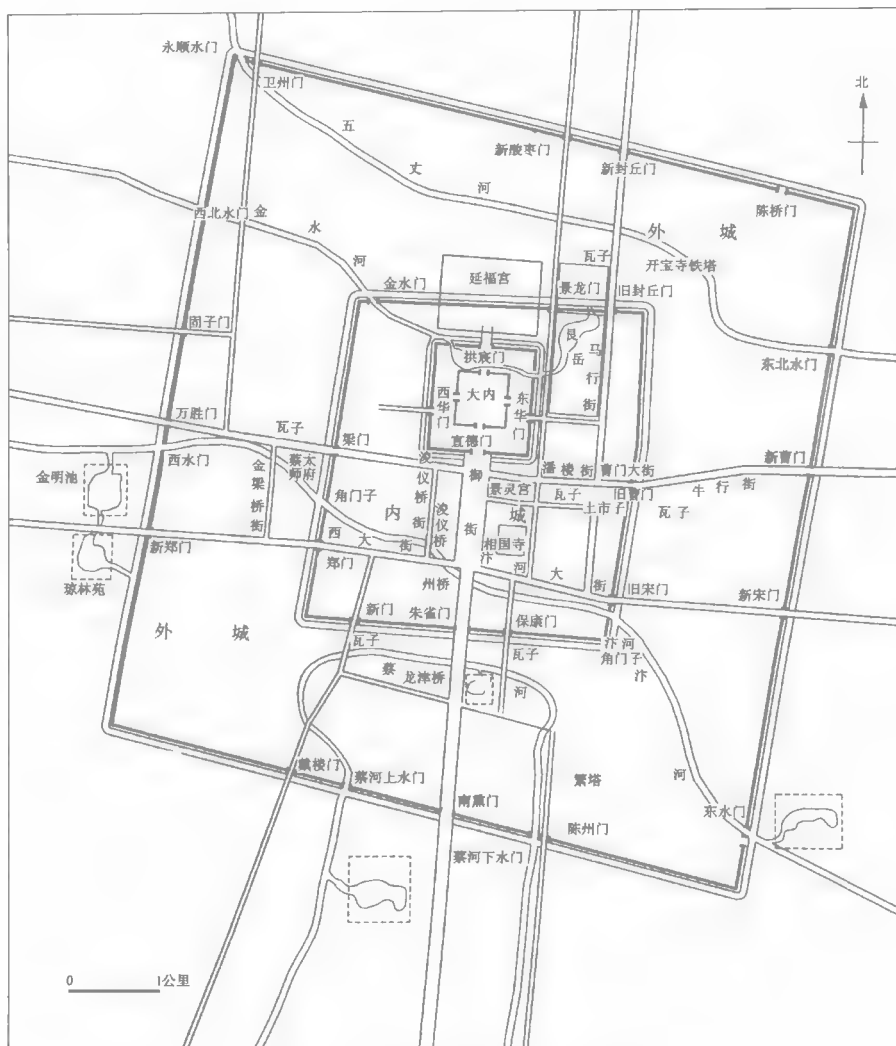 永顺水门
卫州门
北
五丈河
新酸枣门
新封丘门
陈桥门
西北水门
金水河
外城
开宝寺铁塔
瓦子
延福宫
金水门
景龙门
旧封丘门
固子门
艮岳
马行街
拱宸门
东北水门
西华门
大内
东华门
宣德门
万胜门
瓦子
梁门
西水门
金梁桥街
蔡太师府
浚仪桥街
御街
潘楼街
曹门大街
新曹门
牛行街
金明池
角门子
内城
浚仪桥
景灵宫
瓦子
旧曹门
瓦子
土市子
西大街
相国寺
新郑门
郑门
汴河大街
州桥
旧宋门
新宋门
琼林苑
新门
朱雀门
保康门
汴河角门子
外城
瓦子
瓦子
蔡河
龙津桥
汴河
戴楼门
蔡河上水门
南熏门
繁塔
东水门
陈州门
蔡河下水门
0 1公里